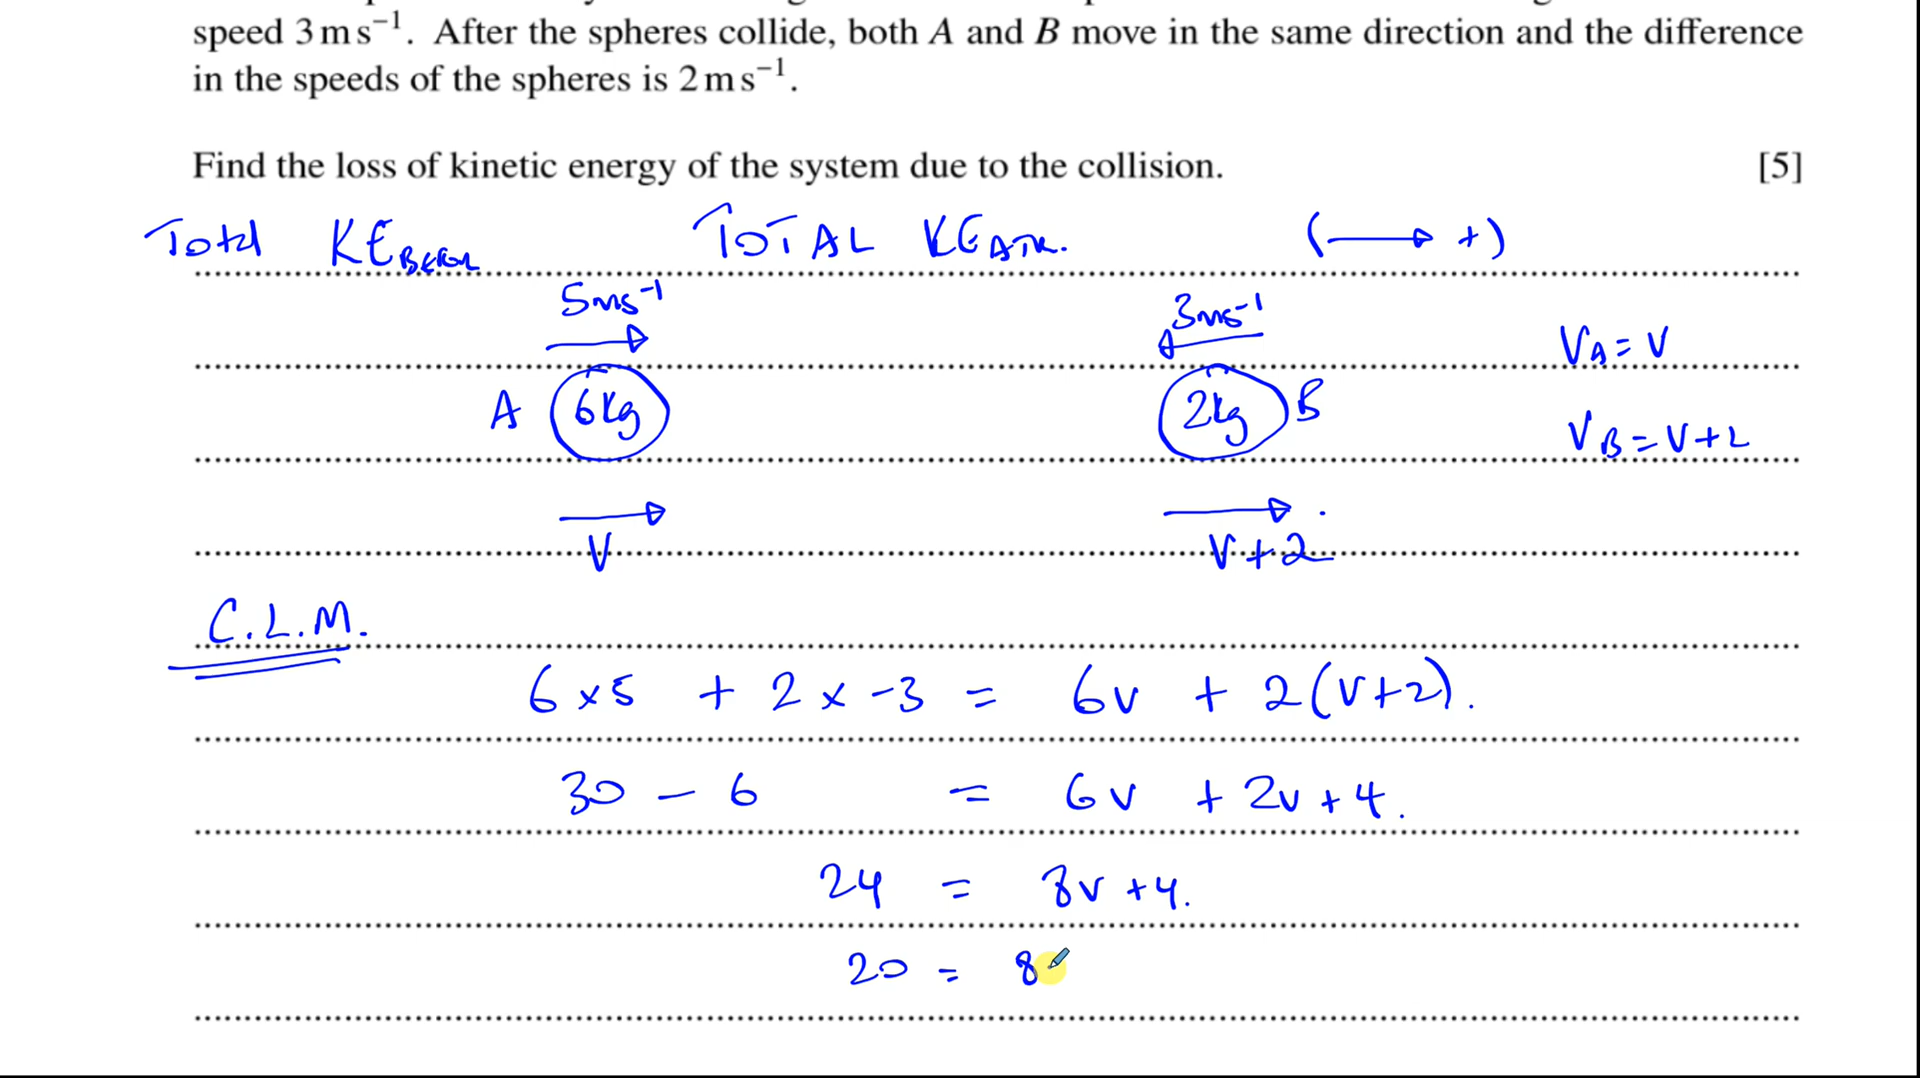 speed 3 m s⁻¹. After the spheres collide, both A and B move in the same direction and the difference
in the speeds of the spheres is 2 m s⁻¹.
Find the loss of kinetic energy of the system due to the collision. [5]
Total KE TOTAL KE (⟶ +)
5ms⁻¹ 3ms⁻¹
V_A = V
A 6kg 2kg B
V_B = V+2
V V+2
C.L.M.
6 × 5 + 2 × -3 = 6v + 2(v+2).
30 - 6 = 6v + 2v + 4.
24 = 8v + 4.
20 = 8